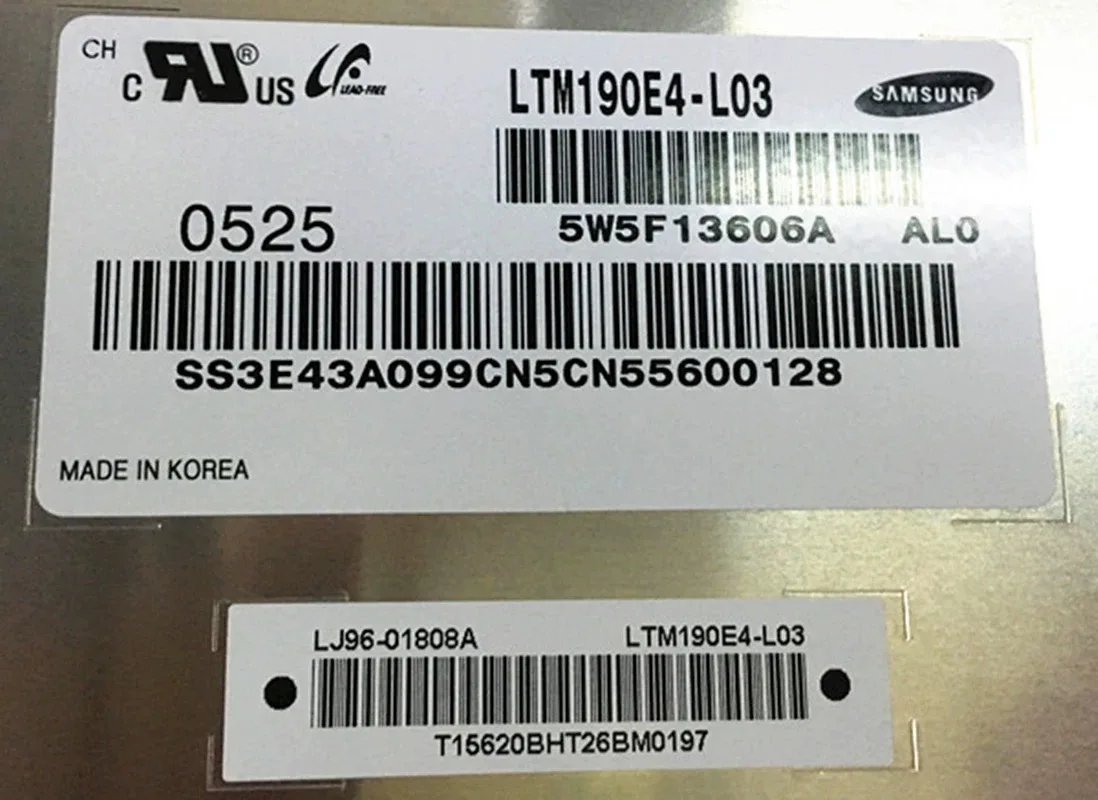 CH
C UR ® US LEAD-FREE
LTM190E4-L03 SAMSUNG
0525 5W5F13606A AL0
SS3E43A099CN5CN55600128
MADE IN KOREA
LJ96-01808A LTM190E4-L03
T15620BHT26BM0197